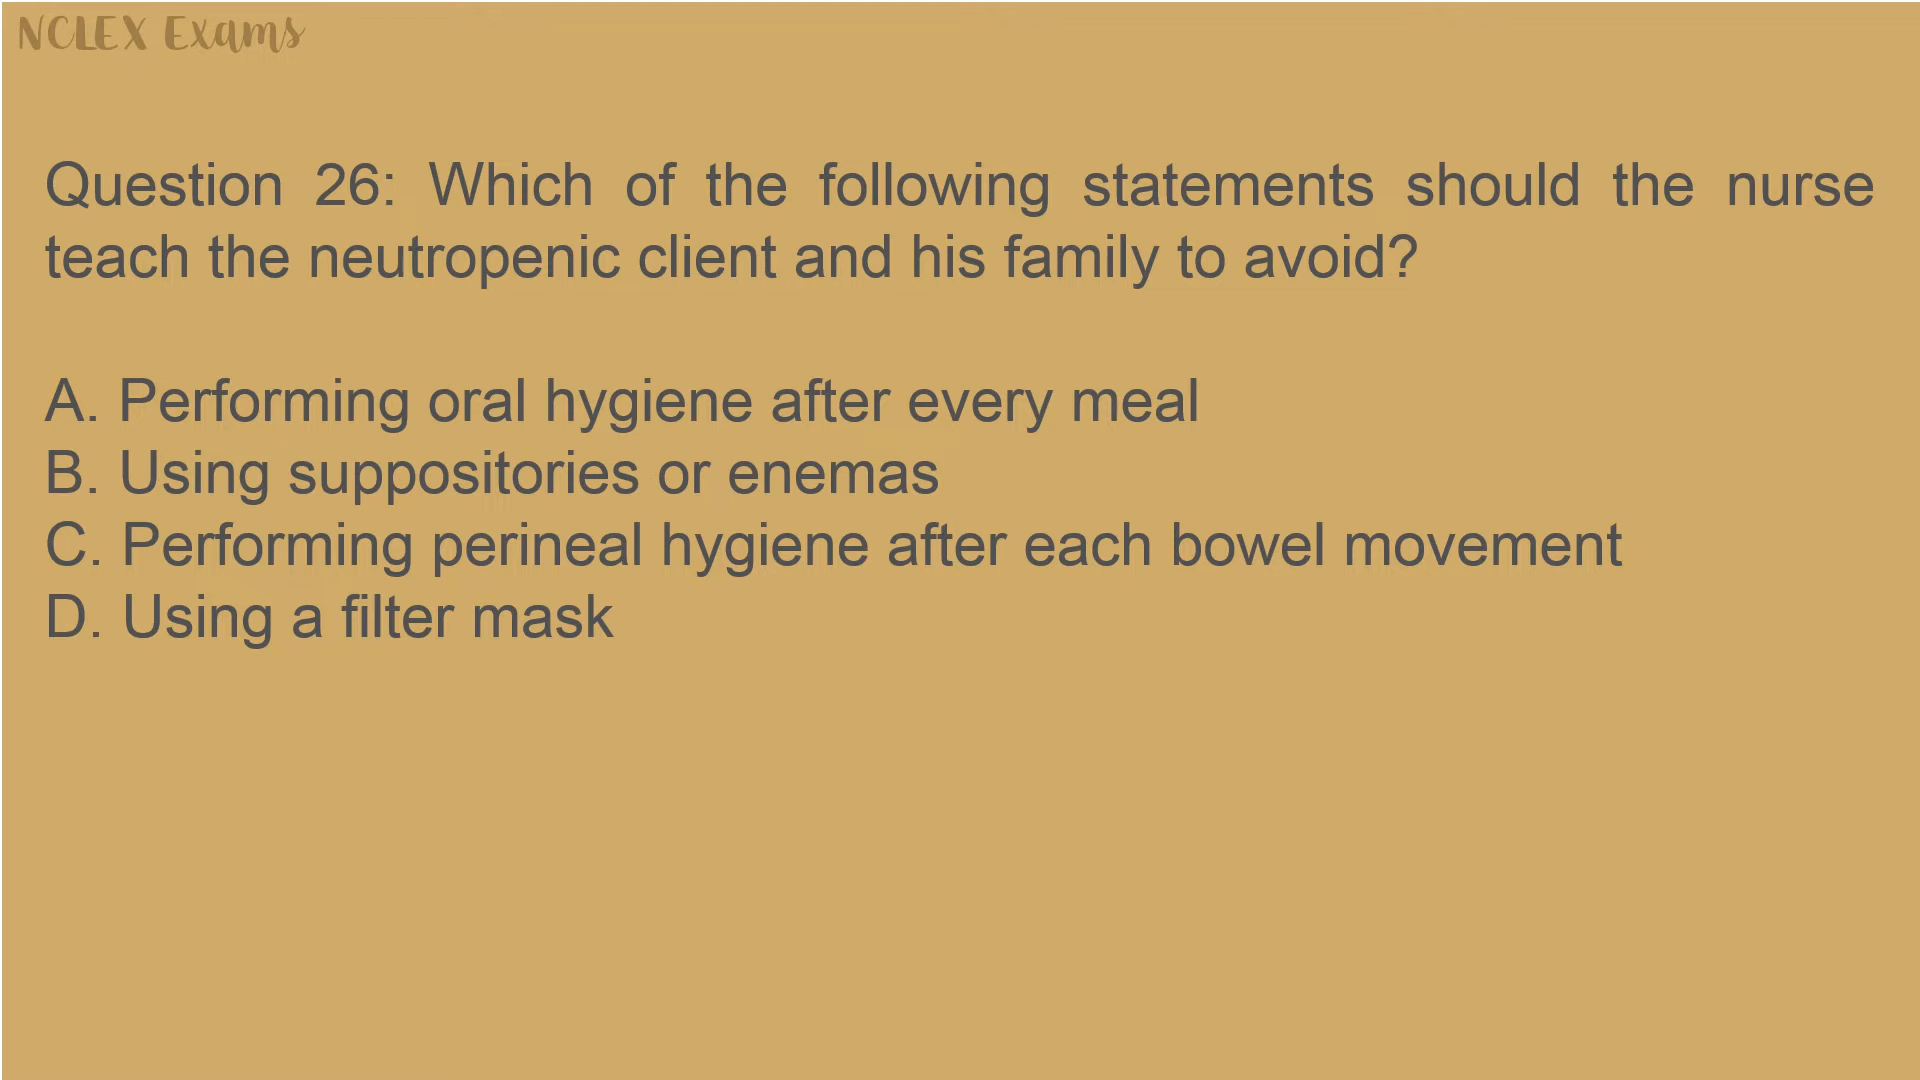 NCLEX Exams
Question 26: Which of the following statements should the nurse
teach the neutropenic client and his family to avoid?
A. Performing oral hygiene after every meal
B. Using suppositories or enemas
C. Performing perineal hygiene after each bowel movement
D. Using a filter mask